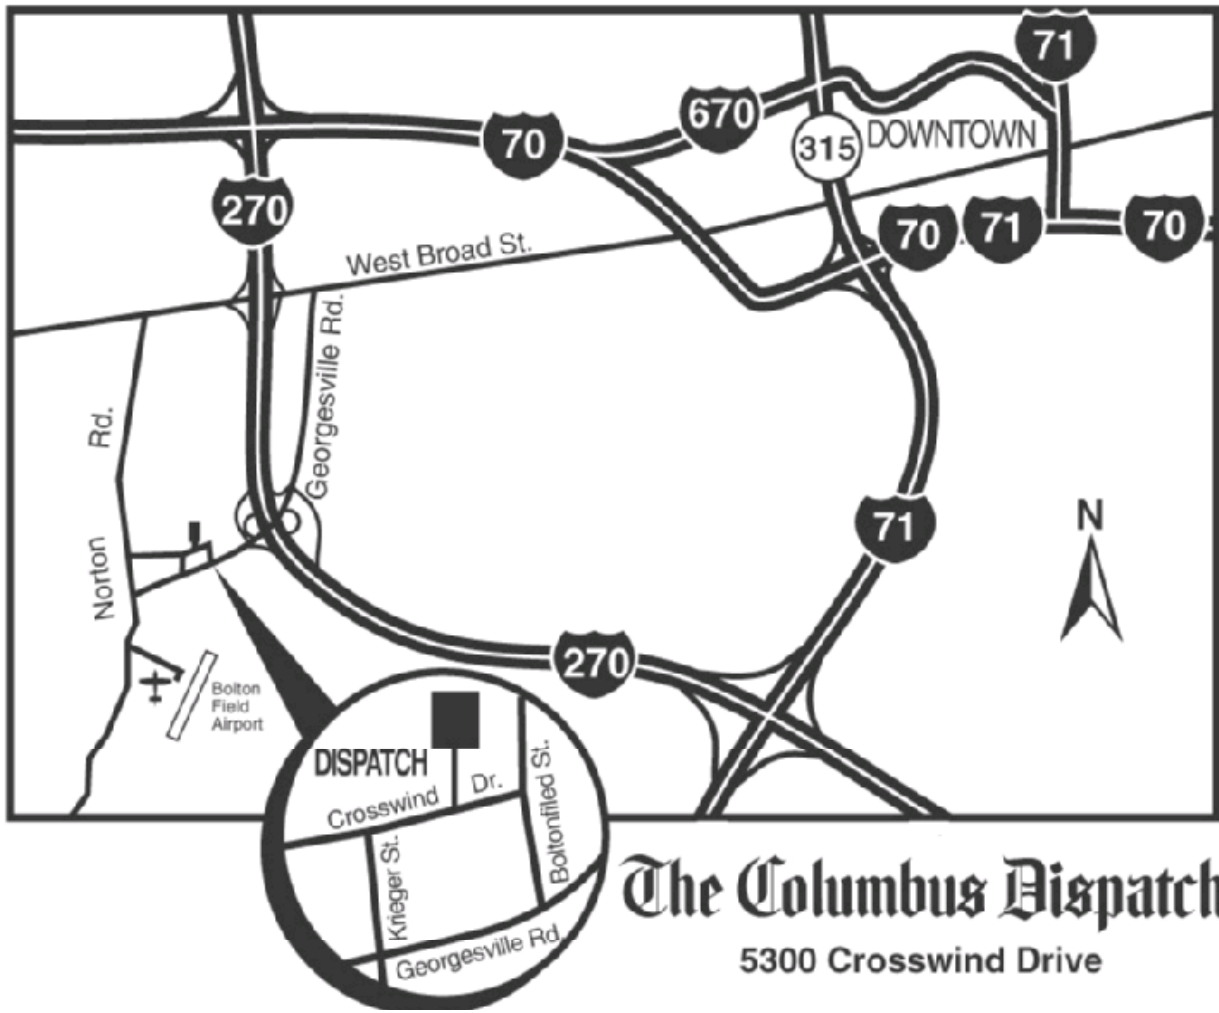 71
670
70
315
DOWNTOWN
270
70
71
70
West Broad St.
Georgesville Rd.
Norton Rd.
71
N
270
Bolton
Field
Airport
DISPATCH
Crosswind Dr.
Boltonfiled St.
Krieger St.
Georgesville Rd.
The Columbus Dispatch
5300 Crosswind Drive